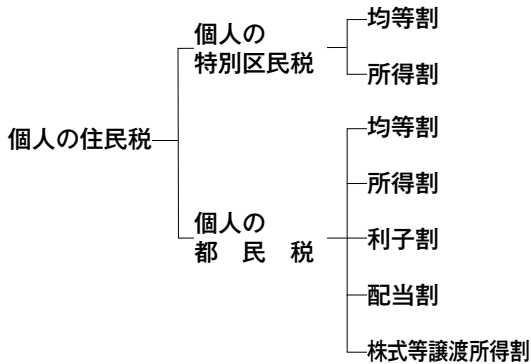 個人の住民税
個人の
特別区民税
均等割
所得割
個人の
都　民　税
均等割
所得割
利子割
配当割
株式等譲渡所得割